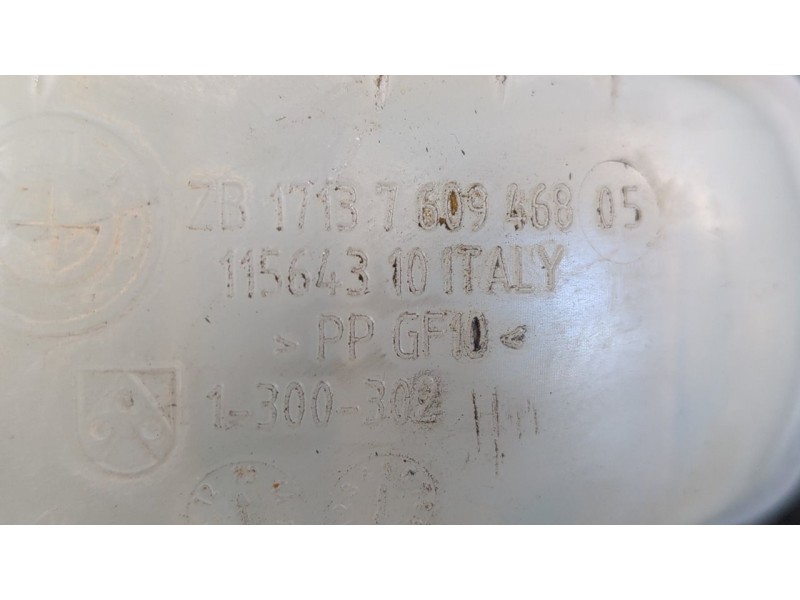 ZB 1713 7 609 468 05
115643 10 ITALY
> PP GF10 <
1-300-302